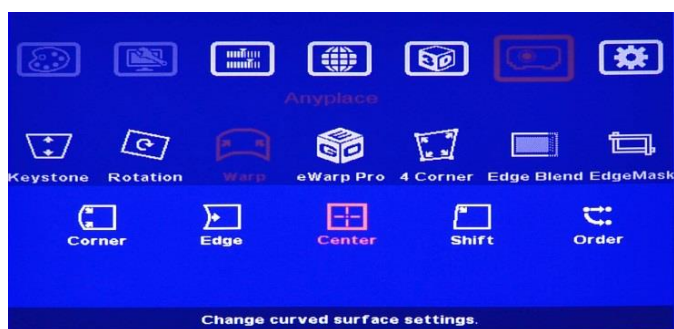 3D
Anyplace
Keystone Rotation Warp eWarp Pro 4 Corner Edge Blend EdgeMask
Corner Edge Center Shift Order
Change curved surface settings.